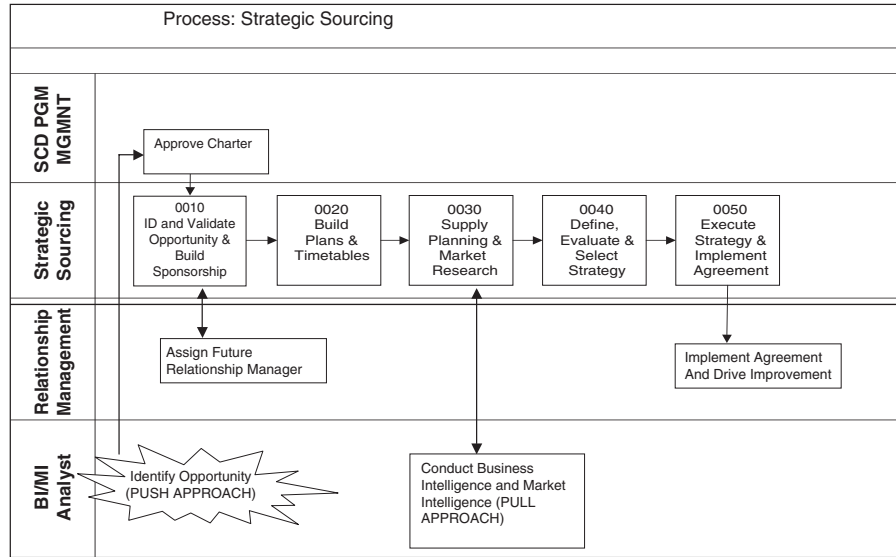 Process: Strategic Sourcing
SCD PGM
MGMNT
Approve Charter
Strategic
Sourcing
0010
ID and Validate
Opportunity &
Build
Sponsorship
0020
Build
Plans &
Timetables
0030
Supply
Planning &
Market
Research
0040
Define,
Evaluate &
Select
Strategy
0050
Execute
Strategy &
Implement
Agreement
Relationship
Management
Assign Future
Relationship Manager
Implement Agreement
And Drive Improvement
BI/MI
Analyst
Identify Opportunity
(PUSH APPROACH)
Conduct Business
Intelligence and Market
Intelligence (PULL
APPROACH)